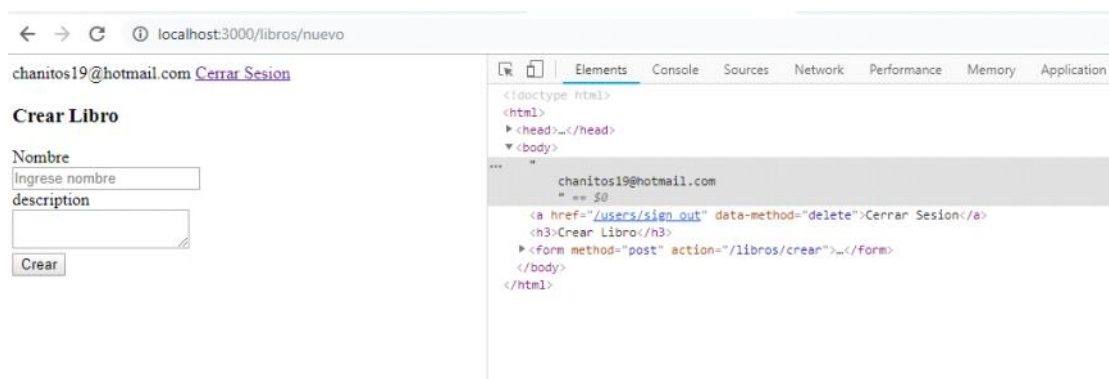 localhost:3000/libros/nuevo
chanitos19@hotmail.com Cerrar Sesion
Crear Libro
Nombre
Ingrese nombre
description
Crear
Elements Console Sources Network Performance Memory Application
<!doctype html>
<html>
<head>…</head>
<body>
"
chanitos19@hotmail.com
" == $0
<a href="/users/sign_out" data-method="delete">Cerrar Sesion</a>
<h3>Crear Libro</h3>
<form method="post" action="/libros/crear">…</form>
</body>
</html>